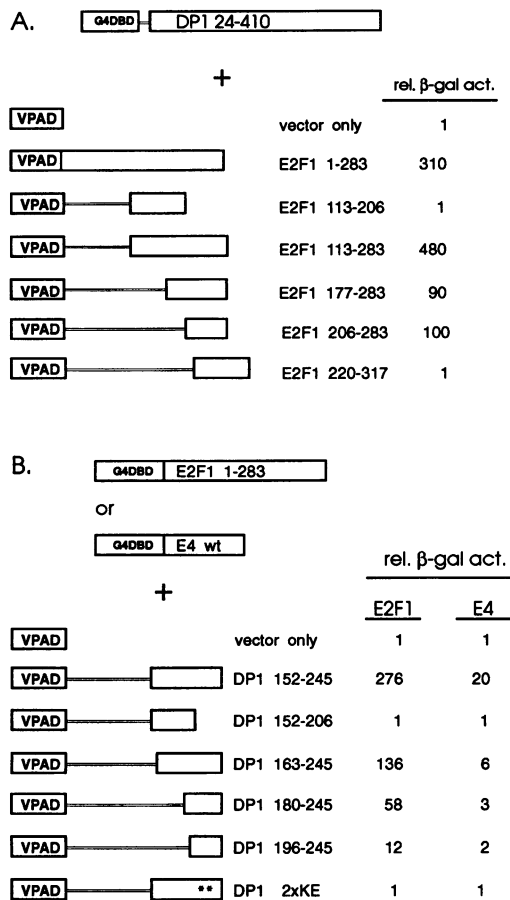 A.
G4DBD DP1 24-410
+
rel. β-gal act.
VPAD vector only 1
VPAD E2F1 1-283 310
VPAD E2F1 113-206 1
VPAD E2F1 113-283 480
VPAD E2F1 177-283 90
VPAD E2F1 206-283 100
VPAD E2F1 220-317 1
B.
G4DBD E2F1 1-283
or
G4DBD E4 wt
+
rel. β-gal act.
E2F1 E4
VPAD vector only 1 1
VPAD DP1 152-245 276 20
VPAD DP1 152-206 1 1
VPAD DP1 163-245 136 6
VPAD DP1 180-245 58 3
VPAD DP1 196-245 12 2
VPAD ** DP1 2xKE 1 1